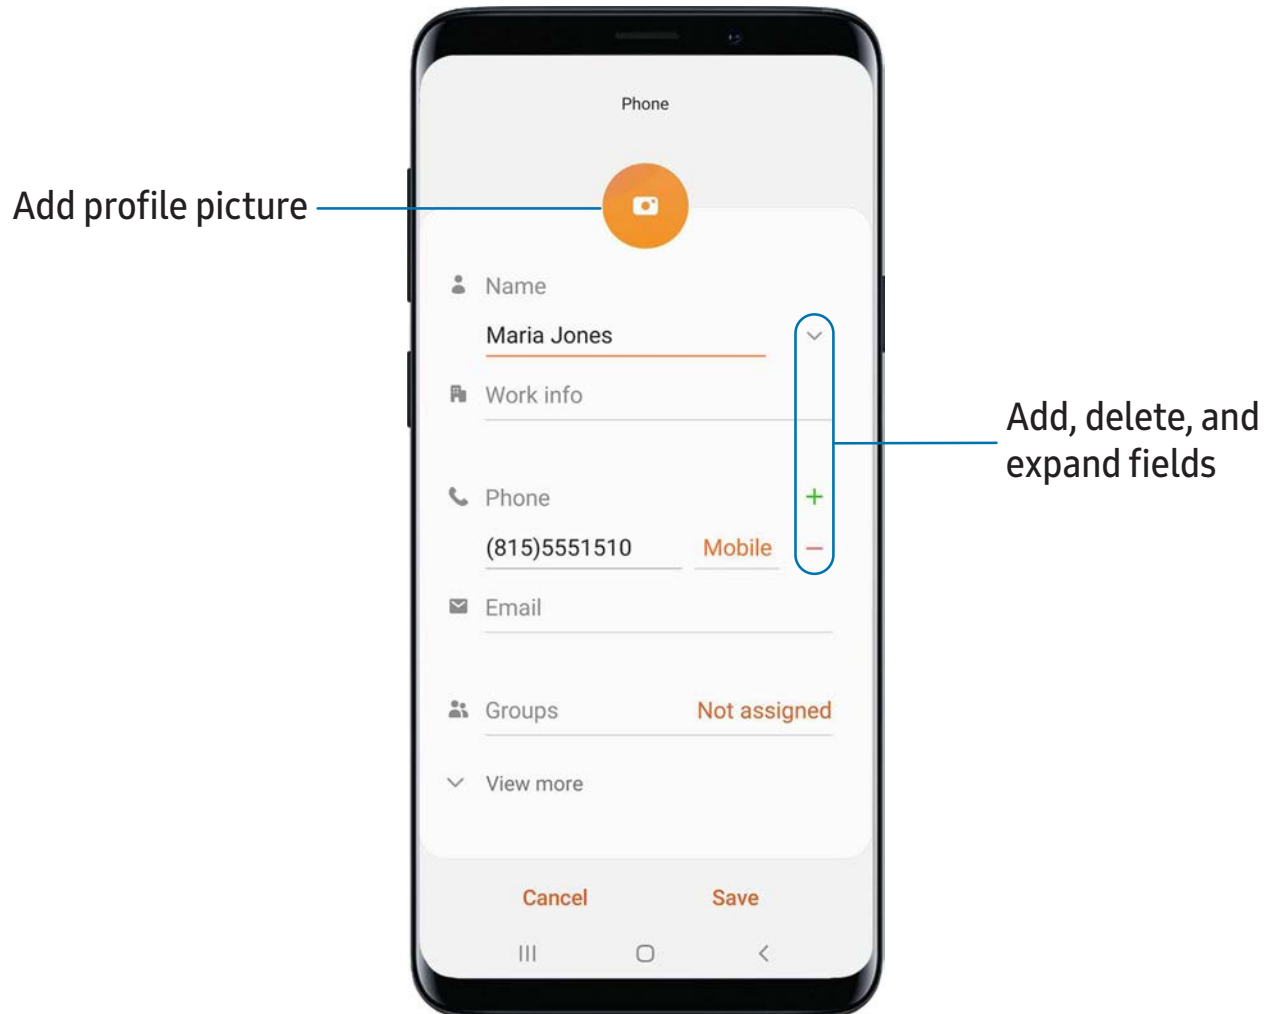 Phone
Add profile picture
Name
Maria Jones
Work info
Add, delete, and
expand fields
Phone
(815)5551510 Mobile
Email
Groups Not assigned
View more
Cancel Save